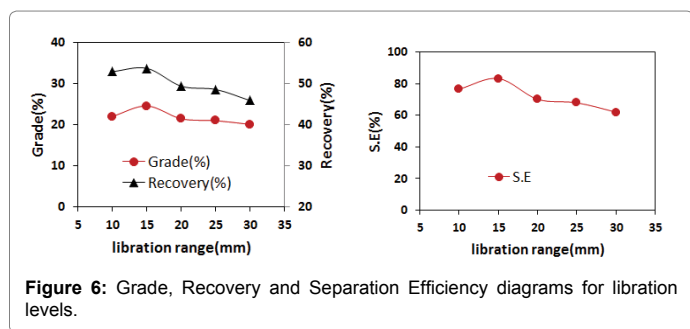 40
30
20
10
0
Grade(%)
60
50
40
30
20
Recovery(%)
Grade(%)
Recovery(%)
5 10 15 20 25 30 35
libration range(mm)
100
80
60
40
20
0
S.E(%)
S.E
5 10 15 20 25 30 35
libration range(mm)
Figure 6: Grade, Recovery and Separation Efficiency diagrams for libration
levels.